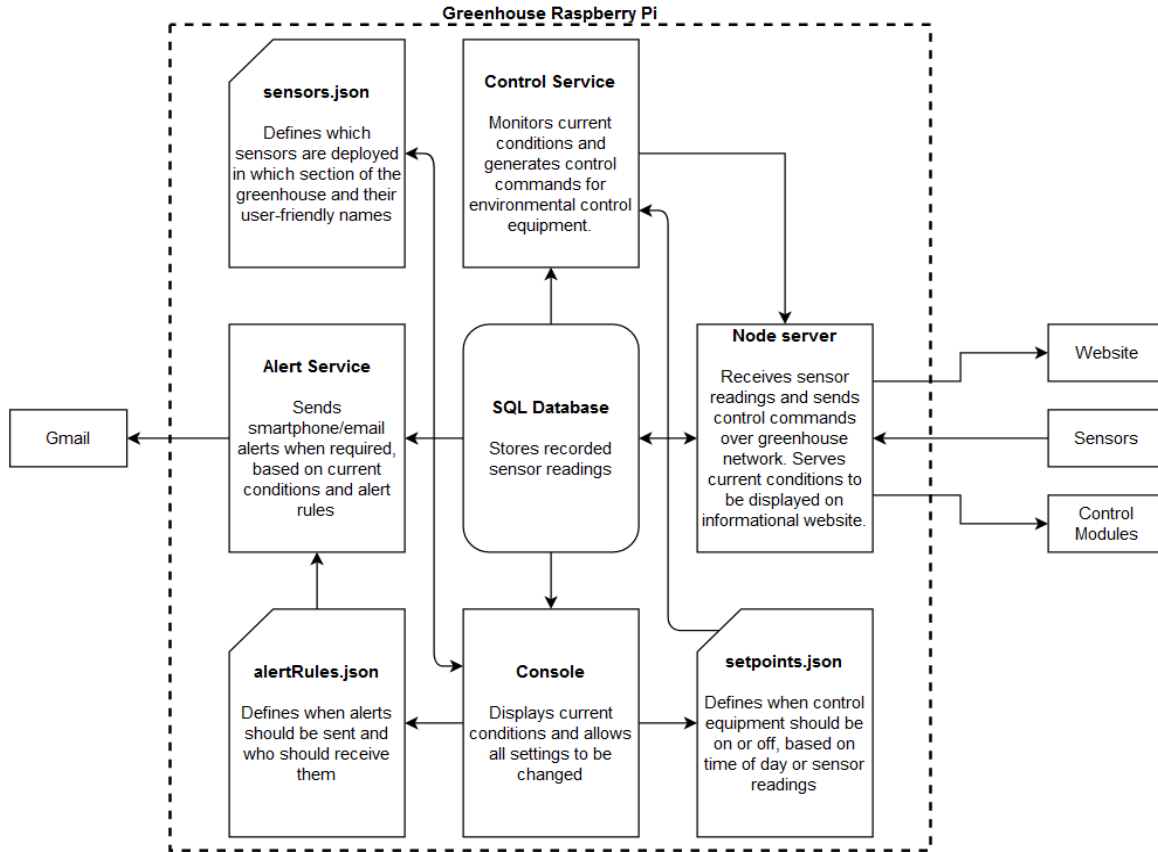 Greenhouse Raspberry Pi
sensors.json
Defines which
sensors are deployed
in which section of the
greenhouse and their
user-friendly names
Control Service
Monitors current
conditions and
generates control
commands for
environmental control
equipment.
Alert Service
Sends
smartphone/email
alerts when required,
based on current
conditions and alert
rules
SQL Database
Stores recorded
sensor readings
Node server
Receives sensor
readings and sends
control commands
over greenhouse
network. Serves
current conditions to
be displayed on
informational website.
Gmail
Website
Sensors
Control
Modules
alertRules.json
Defines when alerts
should be sent and
who should receive
them
Console
Displays current
conditions and allows
all settings to be
changed
setpoints.json
Defines when control
equipment should be
on or off, based on
time of day or sensor
readings